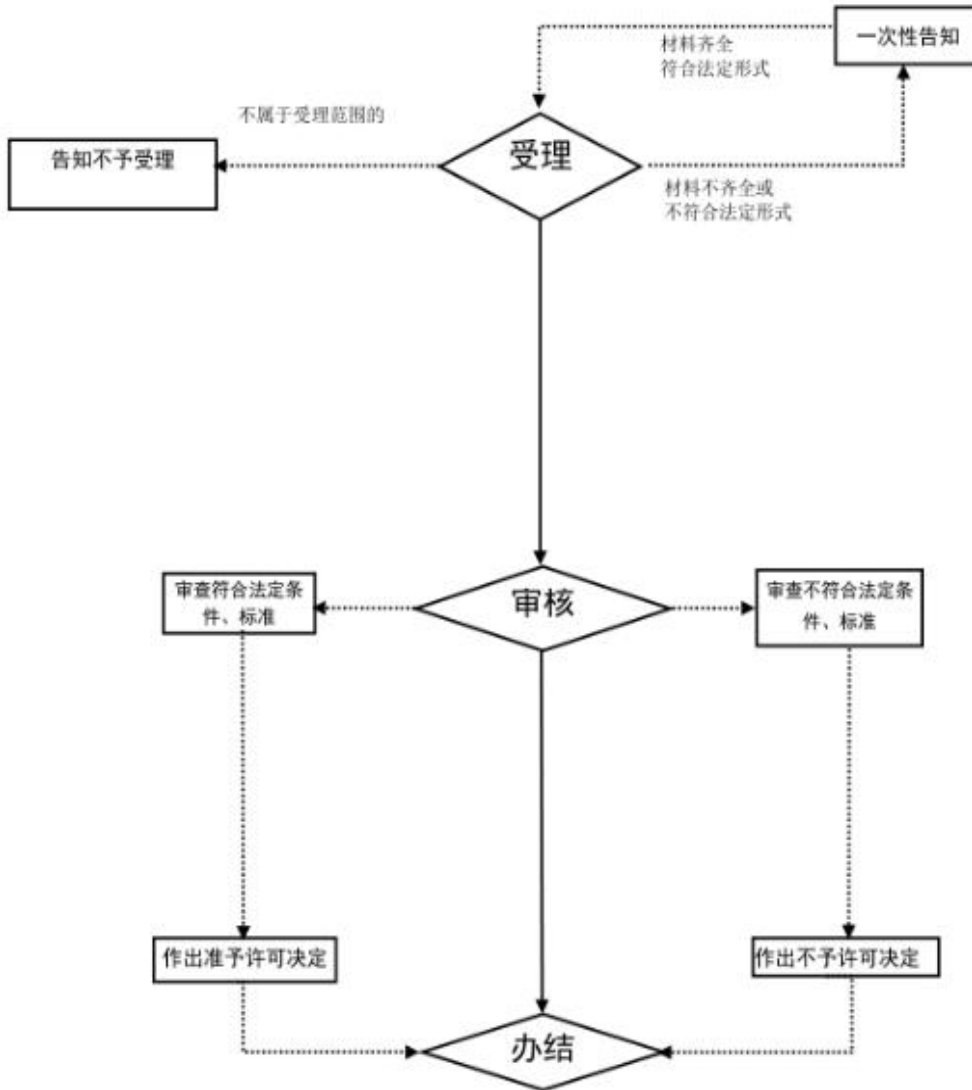 一次性告知
材料齐全
符合法定形式
不属于受理范围的
告知不予受理
受理
材料不齐全或
不符合法定形式
审查符合法定条
件、标准
审核
审查不符合法定条
件、标准
作出准予许可决定
作出不予许可决定
办结